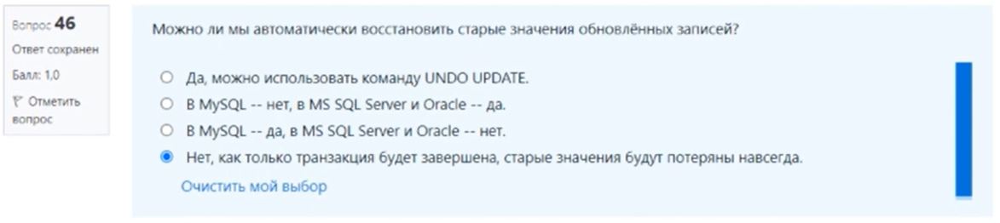 Вопрос 46
Ответ сохранен
Балл: 1,0
Отметить
вопрос
Можно ли мы автоматически восстановить старые значения обновлённых записей?
Да, можно использовать команду UNDO UPDATE.
В MySQL -- нет, в MS SQL Server и Oracle -- да.
В MySQL -- да, в MS SQL Server и Oracle -- нет.
Нет, как только транзакция будет завершена, старые значения будут потеряны навсегда.
Очистить мой выбор